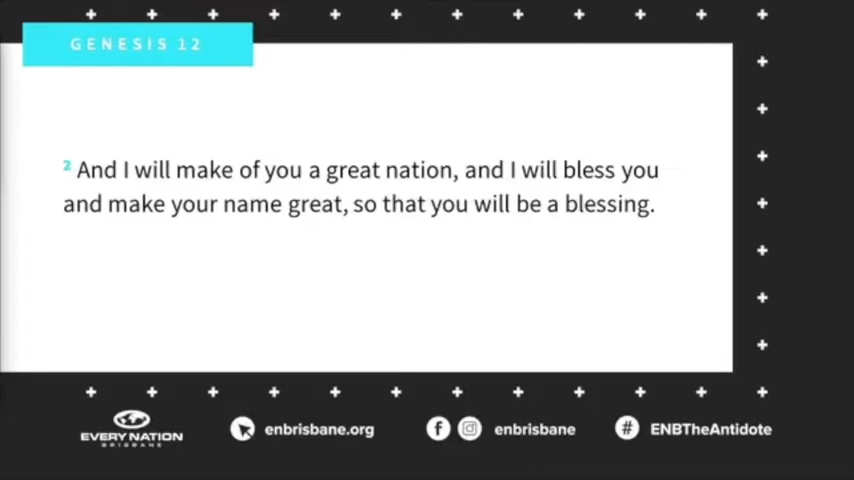 GENESIS 12
2 And I will make of you a great nation, and I will bless you
and make your name great, so that you will be a blessing.
EVERY NATION
BRISBANE
enbrisbane.org
enbrisbane
# ENBTheAntidote